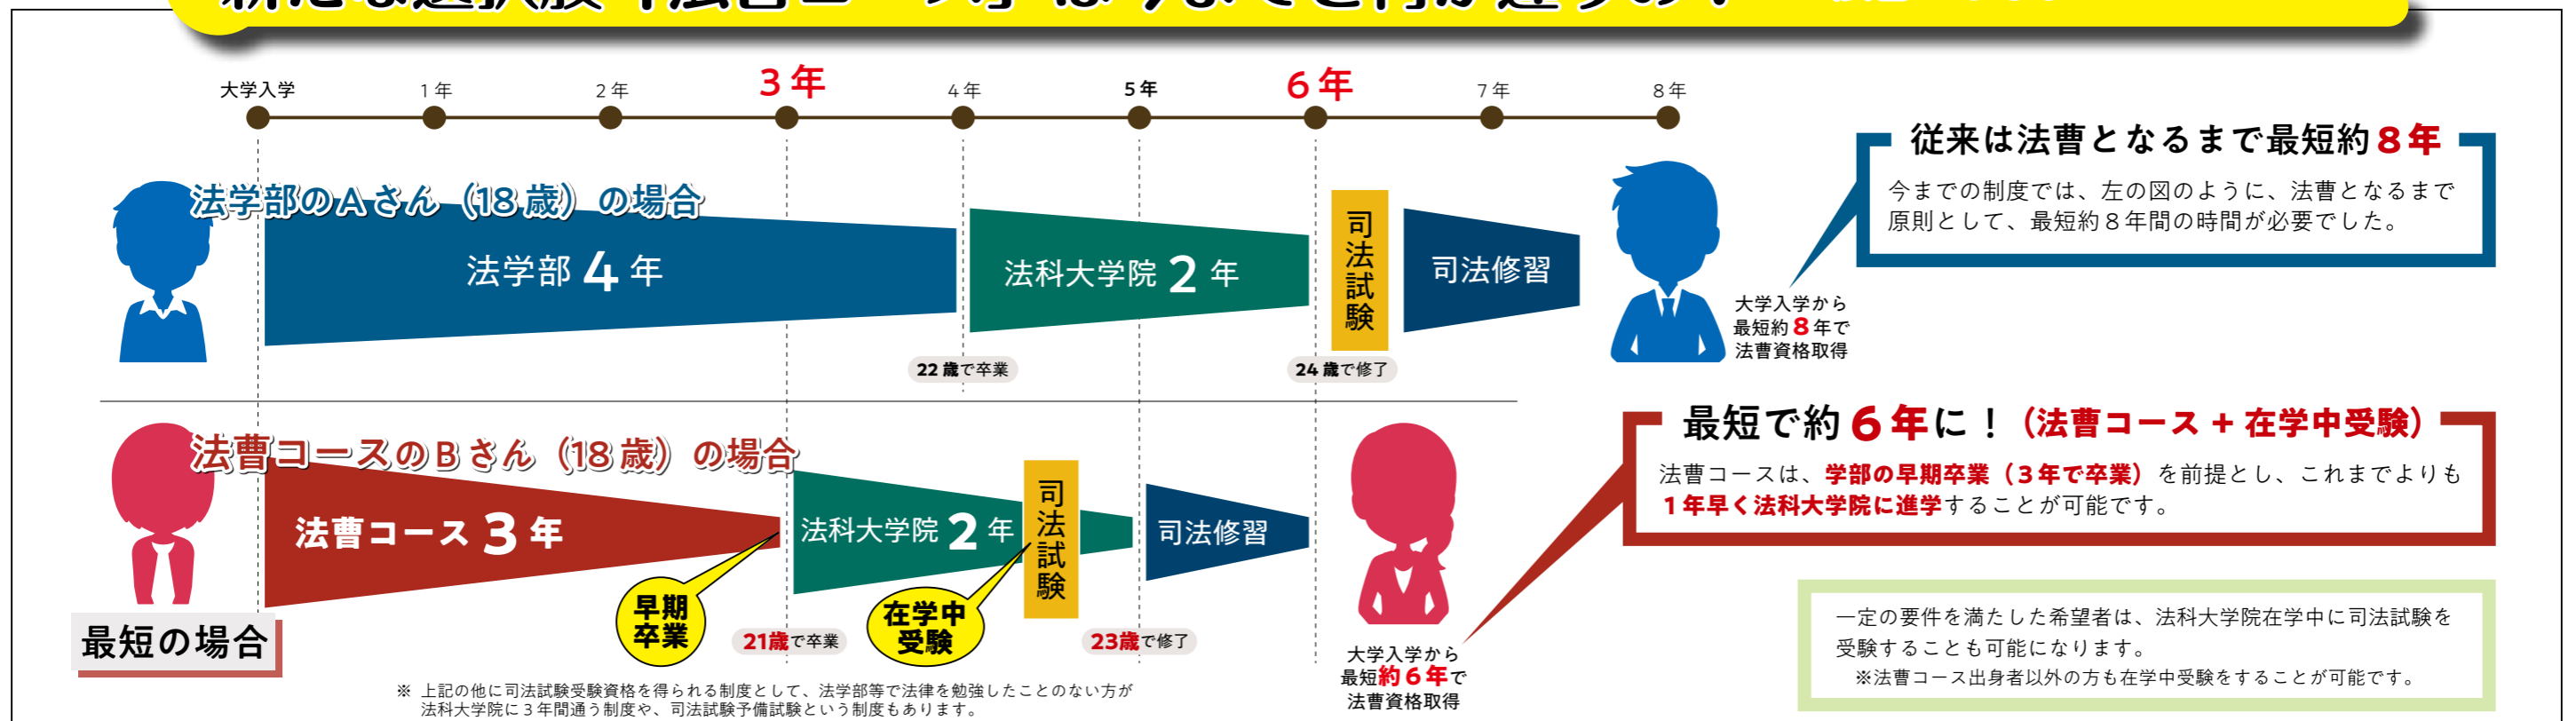 大学入学 1年 2年 3年 4年 5年 6年 7年 8年
法学部のAさん（18歳）の場合
法学部 4 年
法科大学院 2 年
司法試験
司法修習
22歳で卒業
24歳で修了
大学入学から
最短約8年で
法曹資格取得
従来は法曹となるまで最短約8年
今までの制度では、左の図のように、法曹となるまで
原則として、最短約８年間の時間が必要でした。
法曹コースのBさん（18歳）の場合
法曹コース 3 年
法科大学院 2 年
司法試験
司法修習
早期
卒業
在学中
受験
最短の場合
21歳で卒業
23歳で修了
大学入学から
最短約6年で
法曹資格取得
最短で約6年に！（法曹コース + 在学中受験）
法曹コースは、学部の早期卒業（３年で卒業）を前提とし、これまでよりも
１年早く法科大学院に進学することが可能です。
一定の要件を満たした希望者は、法科大学院在学中に司法試験を
受験することも可能になります。
※法曹コース出身者以外の方も在学中受験をすることが可能です。
※ 上記の他に司法試験受験資格を得られる制度として、法学部等で法律を勉強したことのない方が
法科大学院に３年間通う制度や、司法試験予備試験という制度もあります。